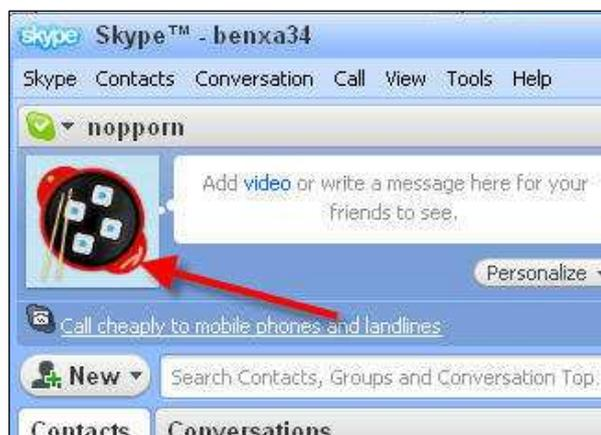 skype Skype™ - benxa34
Skype Contacts Conversation Call View Tools Help
nopporn
Add video or write a message here for your
friends to see.
Personalize
Call cheaply to mobile phones and landlines
New
Search Contacts, Groups and Conversation Top.
Contacts Conversations